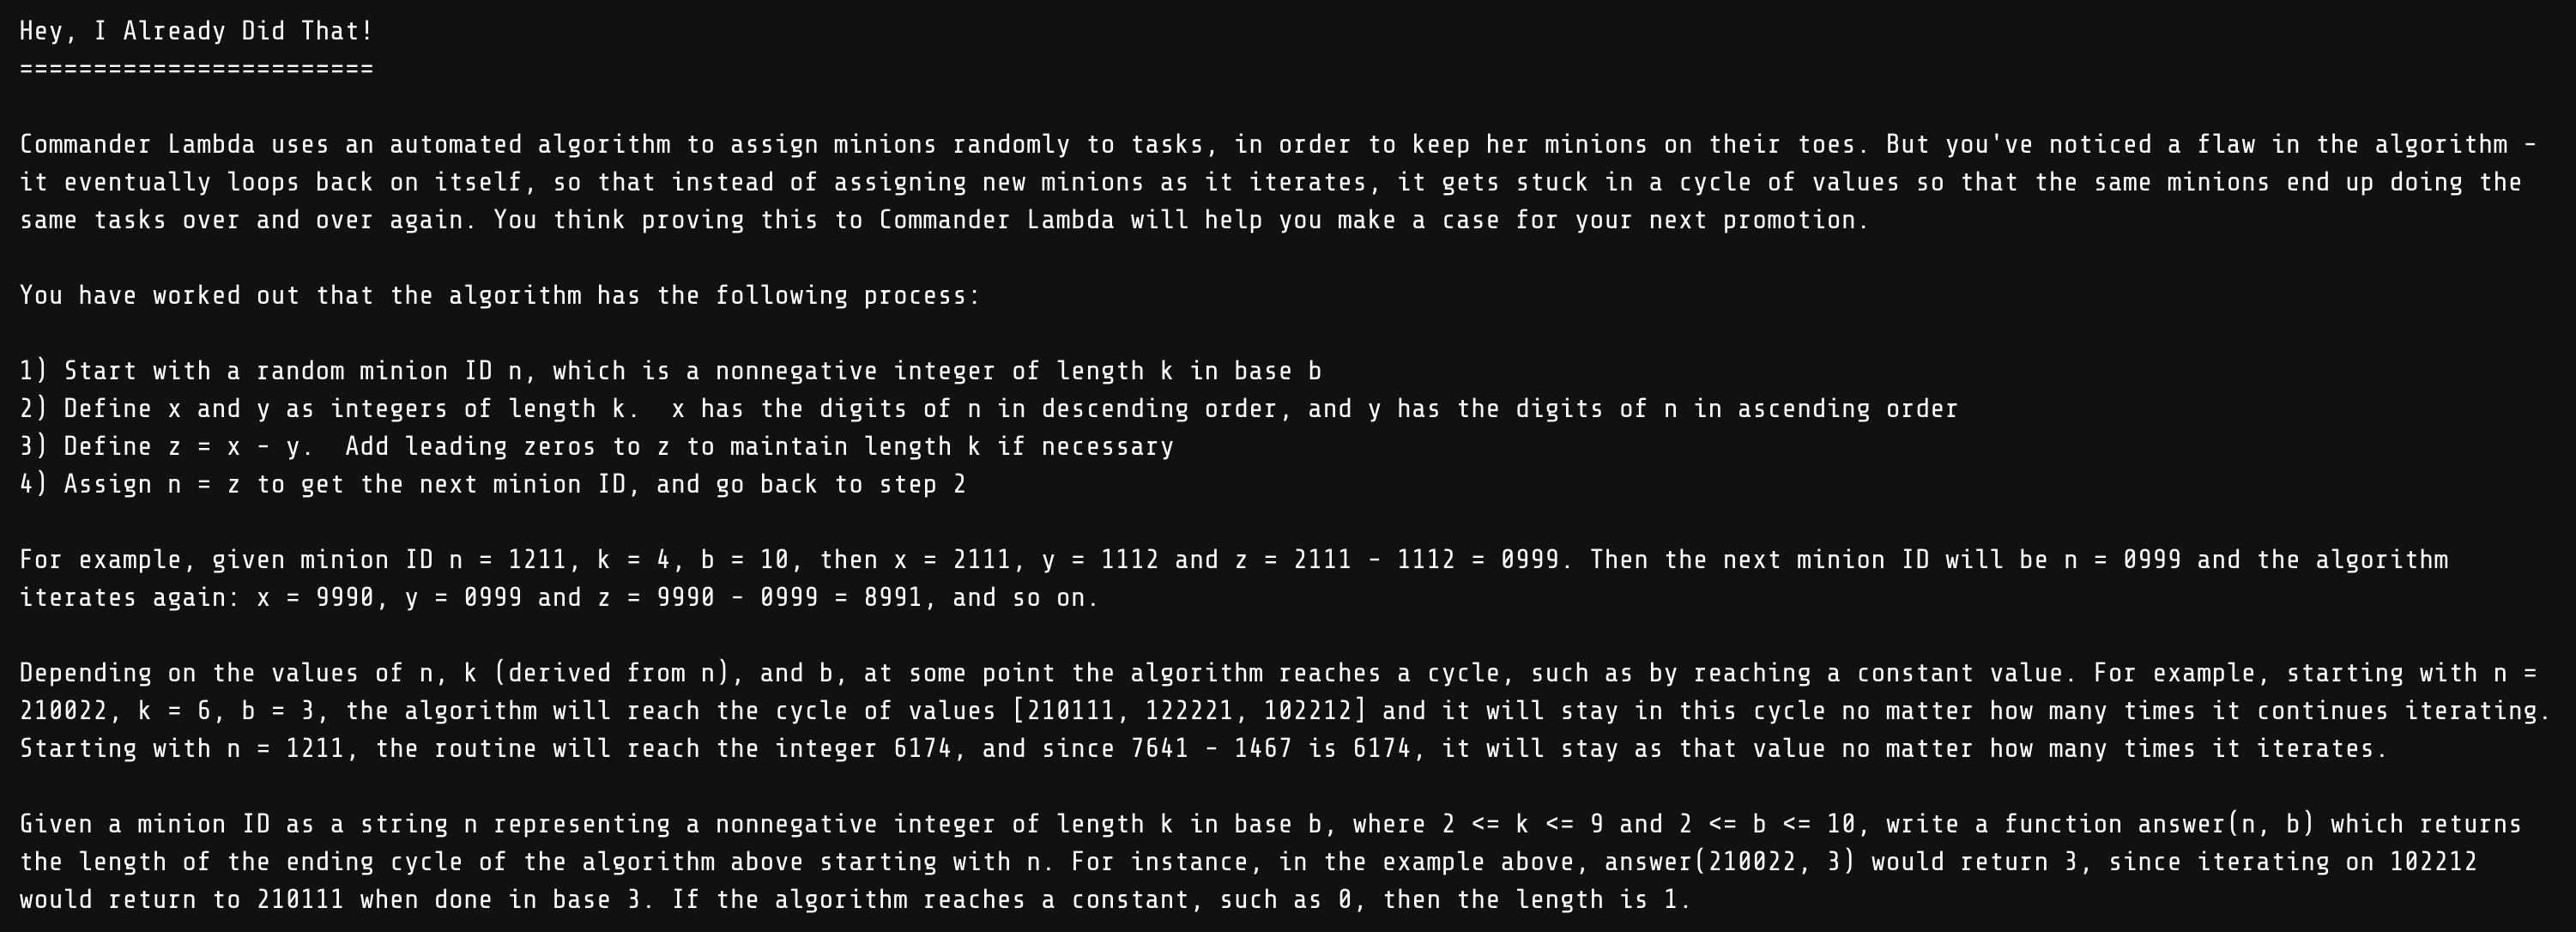 Hey, I Already Did That!
========================
Commander Lambda uses an automated algorithm to assign minions randomly to tasks, in order to keep her minions on their toes. But you've noticed a flaw in the algorithm -
it eventually loops back on itself, so that instead of assigning new minions as it iterates, it gets stuck in a cycle of values so that the same minions end up doing the
same tasks over and over again. You think proving this to Commander Lambda will help you make a case for your next promotion.
You have worked out that the algorithm has the following process:
1) Start with a random minion ID n, which is a nonnegative integer of length k in base b
2) Define x and y as integers of length k.  x has the digits of n in descending order, and y has the digits of n in ascending order
3) Define z = x - y.  Add leading zeros to z to maintain length k if necessary
4) Assign n = z to get the next minion ID, and go back to step 2
For example, given minion ID n = 1211, k = 4, b = 10, then x = 2111, y = 1112 and z = 2111 - 1112 = 0999. Then the next minion ID will be n = 0999 and the algorithm
iterates again: x = 9990, y = 0999 and z = 9990 - 0999 = 8991, and so on.
Depending on the values of n, k (derived from n), and b, at some point the algorithm reaches a cycle, such as by reaching a constant value. For example, starting with n =
210022, k = 6, b = 3, the algorithm will reach the cycle of values [210111, 122221, 102212] and it will stay in this cycle no matter how many times it continues iterating.
Starting with n = 1211, the routine will reach the integer 6174, and since 7641 - 1467 is 6174, it will stay as that value no matter how many times it iterates.
Given a minion ID as a string n representing a nonnegative integer of length k in base b, where 2 <= k <= 9 and 2 <= b <= 10, write a function answer(n, b) which returns
the length of the ending cycle of the algorithm above starting with n. For instance, in the example above, answer(210022, 3) would return 3, since iterating on 102212
would return to 210111 when done in base 3. If the algorithm reaches a constant, such as 0, then the length is 1.